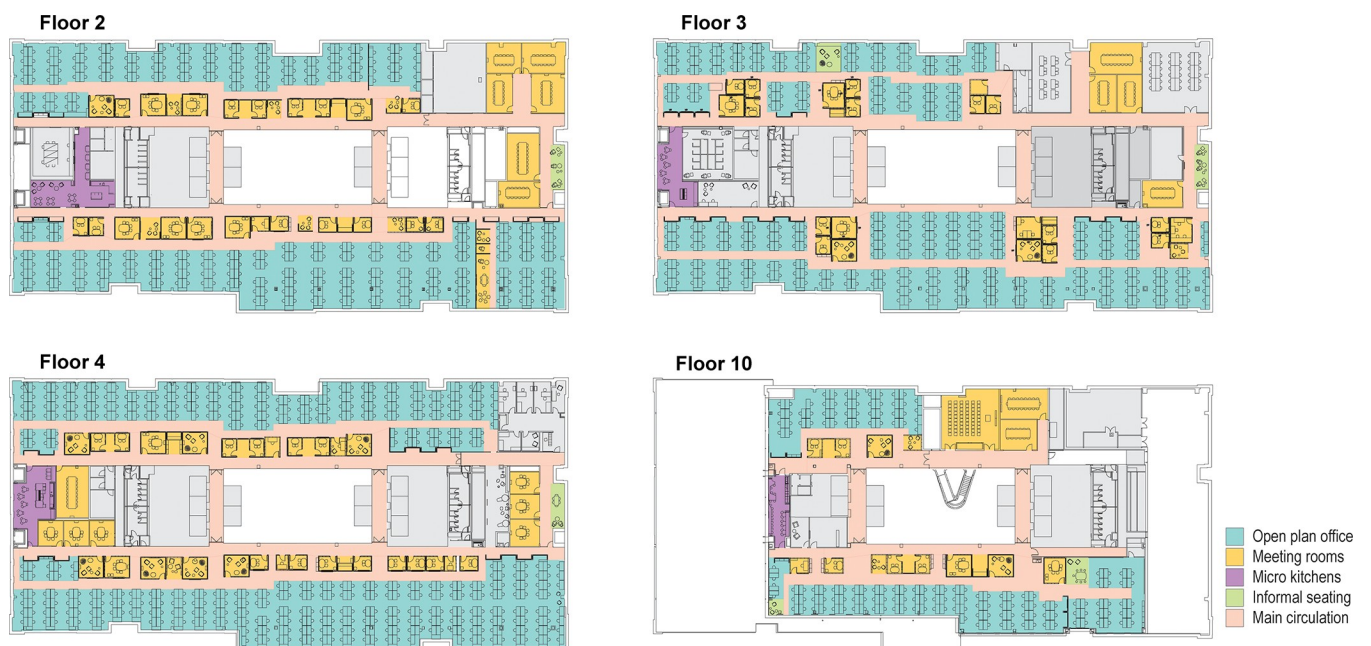 Floor 2
Floor 3
Floor 4
Floor 10
Open plan office
Meeting rooms
Micro kitchens
Informal seating
Main circulation